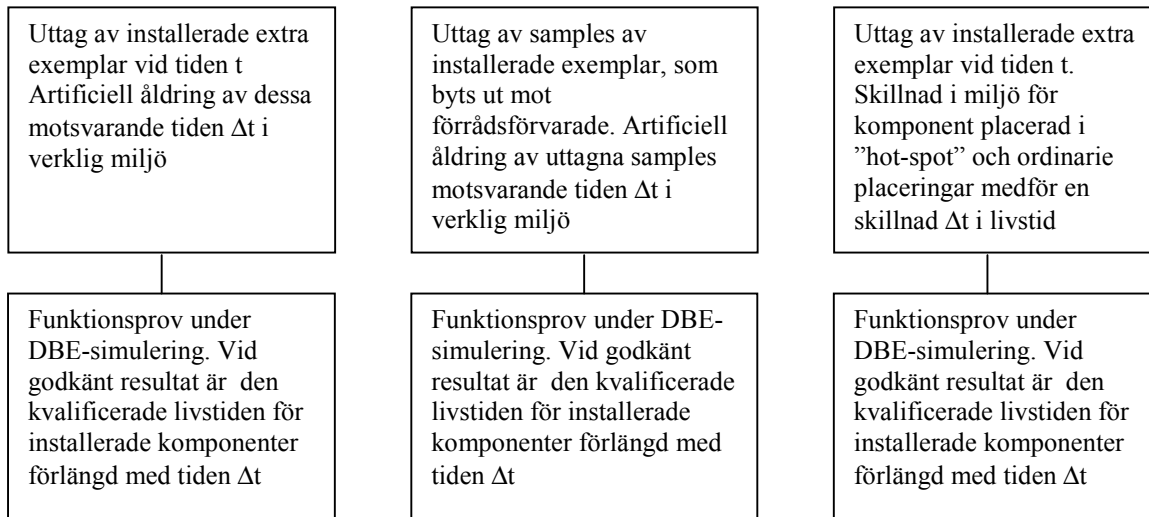 Uttag av installerade extra
exemplar vid tiden t
Artificiell åldring av dessa
motsvarande tiden Δt i
verklig miljö
Uttag av samples av
installerade exemplar, som
byts ut mot
förrådsförvarade. Artificiell
åldring av uttagna samples
motsvarande tiden Δt i
verklig miljö
Uttag av installerade extra
exemplar vid tiden t.
Skillnad i miljö för
komponent placerad i
”hot-spot” och ordinarie
placeringar medför en
skillnad Δt i livstid
Funktionsprov under
DBE-simulering. Vid
godkänt resultat är den
kvalificerade livstiden för
installerade komponenter
förlängd med tiden Δt
Funktionsprov under DBE-
simulering. Vid godkänt
resultat är den kvalificerade
livstiden för installerade
komponenter förlängd med
tiden Δt
Funktionsprov under
DBE-simulering. Vid
godkänt resultat är den
kvalificerade livstiden för
installerade komponenter
förlängd med tiden Δt